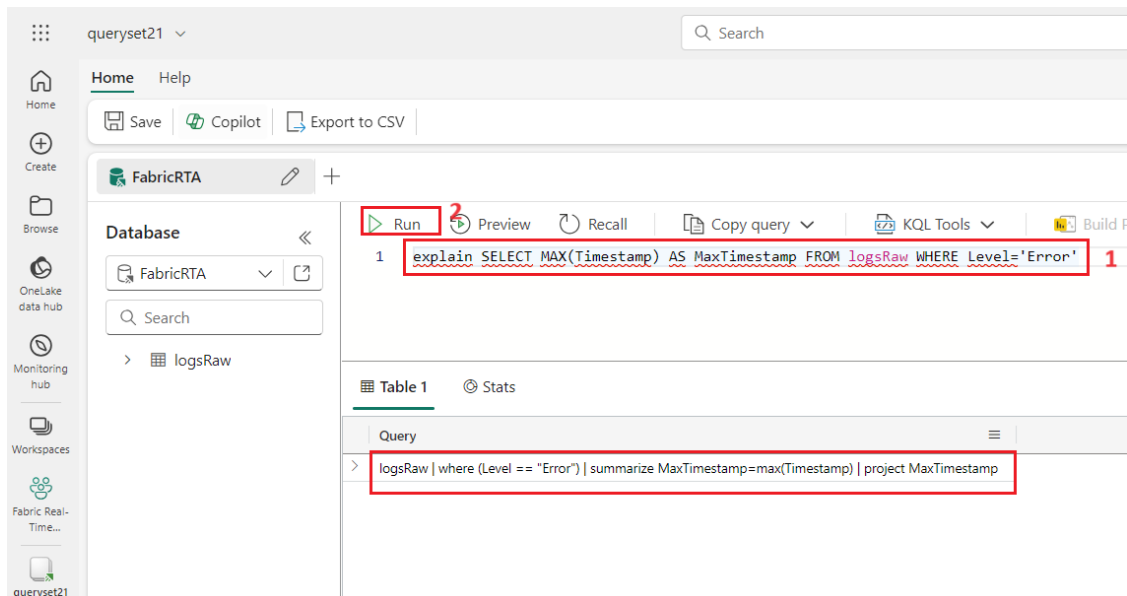 queryset21
Search
Home Help
Home
Save Copilot Export to CSV
Create
FabricRTA
Browse
Database
2
Run Preview Recall Copy query KQL Tools Build
1 explain SELECT MAX(Timestamp) AS MaxTimestamp FROM logsRaw WHERE Level='Error' 1
FabricRTA
OneLake
data hub
Search
Monitoring
hub
logsRaw
Table 1 Stats
Workspaces
Query
logsRaw | where (Level == "Error") | summarize MaxTimestamp=max(Timestamp) | project MaxTimestamp
Fabric Real-
Time...
queryset21